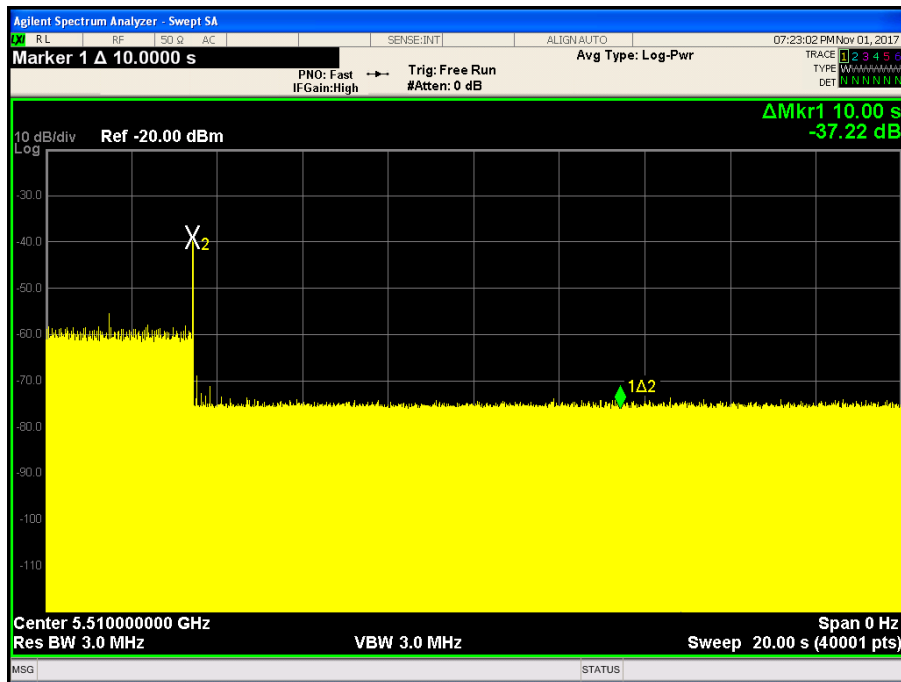 Agilent Spectrum Analyzer - Swept SA
LXI RL RF 50 Ω AC SENSE:INT ALIGN AUTO 07:23:02 PM Nov 01, 2017
Marker 1 Δ 10.0000 s
PNO: Fast
IFGain:High
Trig: Free Run
#Atten: 0 dB
Avg Type: Log-Pwr
TRACE 1 2 3 4 5 6
TYPE W
DET N N N N N N
ΔMkr1 10.00 s
-37.22 dB
10 dB/div Ref -20.00 dBm
Log
-30.0
-40.0
2
-50.0
-60.0
-70.0
1Δ2
-80.0
-90.0
-100
-110
Center 5.510000000 GHz Span 0 Hz
Res BW 3.0 MHz VBW 3.0 MHz Sweep 20.00 s (40001 pts)
MSG STATUS